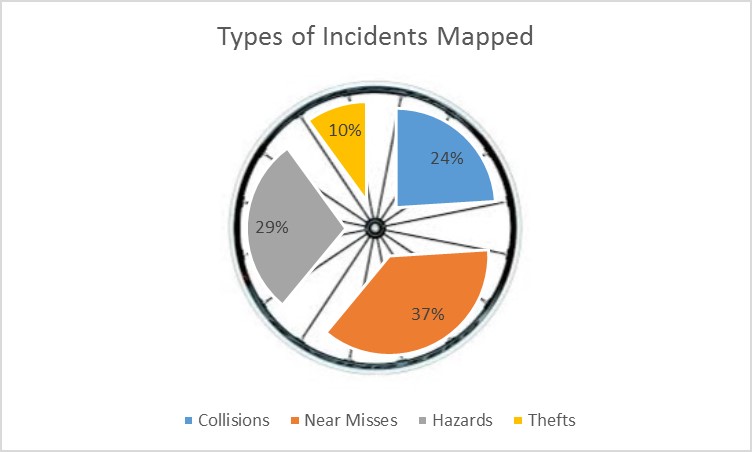 Types of Incidents Mapped
10%
24%
29%
37%
Collisions Near Misses Hazards Thefts